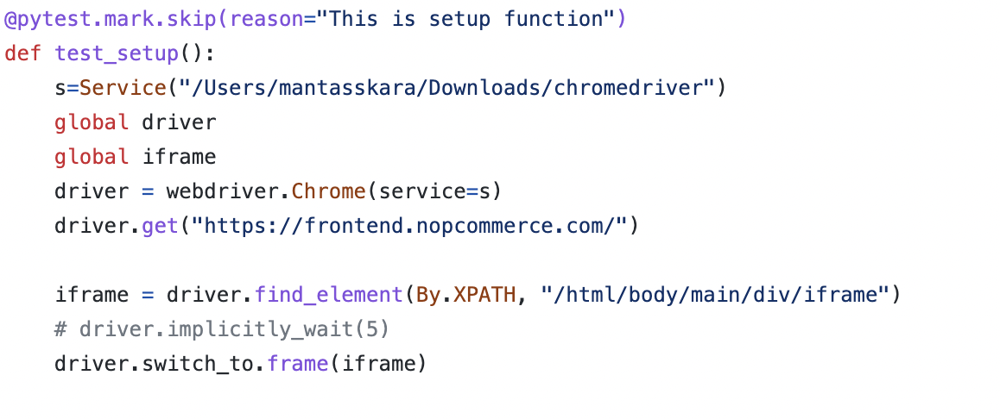 @pytest.mark.skip(reason="This is setup function")
def test_setup():
    s=Service("/Users/mantasskara/Downloads/chromedriver")
    global driver
    global iframe
    driver = webdriver.Chrome(service=s)
    driver.get("https://frontend.nopcommerce.com/")

    iframe = driver.find_element(By.XPATH, "/html/body/main/div/iframe")
    # driver.implicitly_wait(5)
    driver.switch_to.frame(iframe)